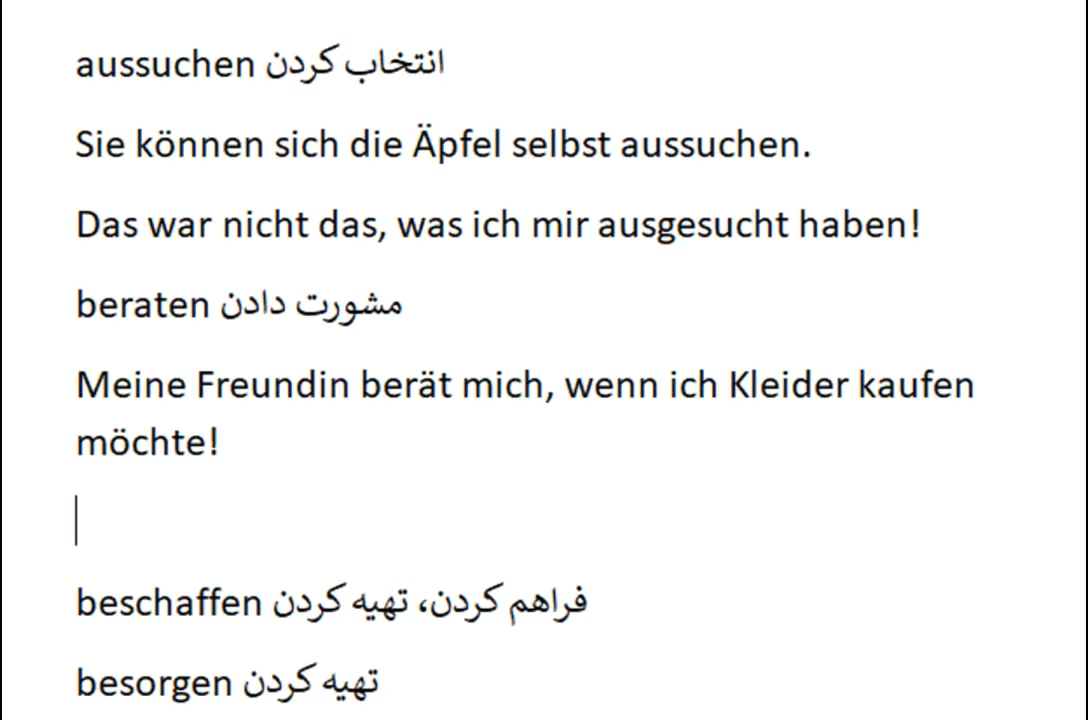 aussuchen انتخاب کردن
Sie können sich die Äpfel selbst aussuchen.
Das war nicht das, was ich mir ausgesucht haben!
beraten مشورت دادن
Meine Freundin berät mich, wenn ich Kleider kaufen
möchte!
beschaffen فراهم کردن، تهیه کردن
besorgen تهیه کردن